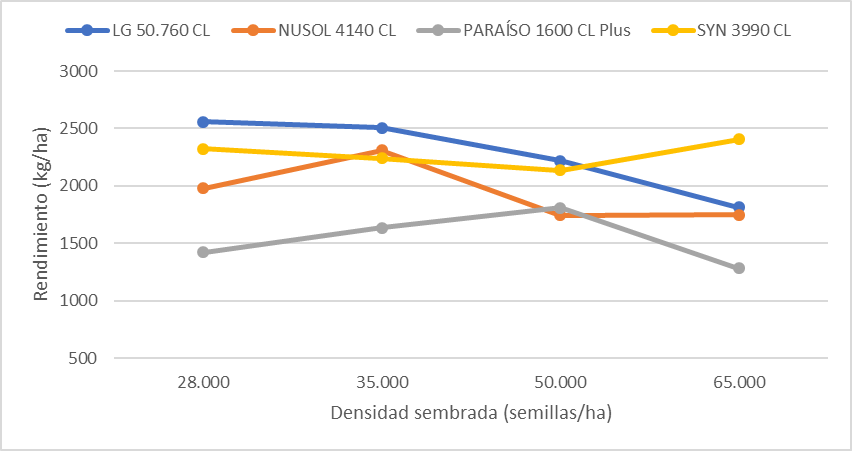 LG 50.760 CL NUSOL 4140 CL PARAÍSO 1600 CL Plus SYN 3990 CL
3000
2500
2000
1500
1000
500
Rendimiento (kg/ha)
28.000 35.000 50.000 65.000
Densidad sembrada (semillas/ha)